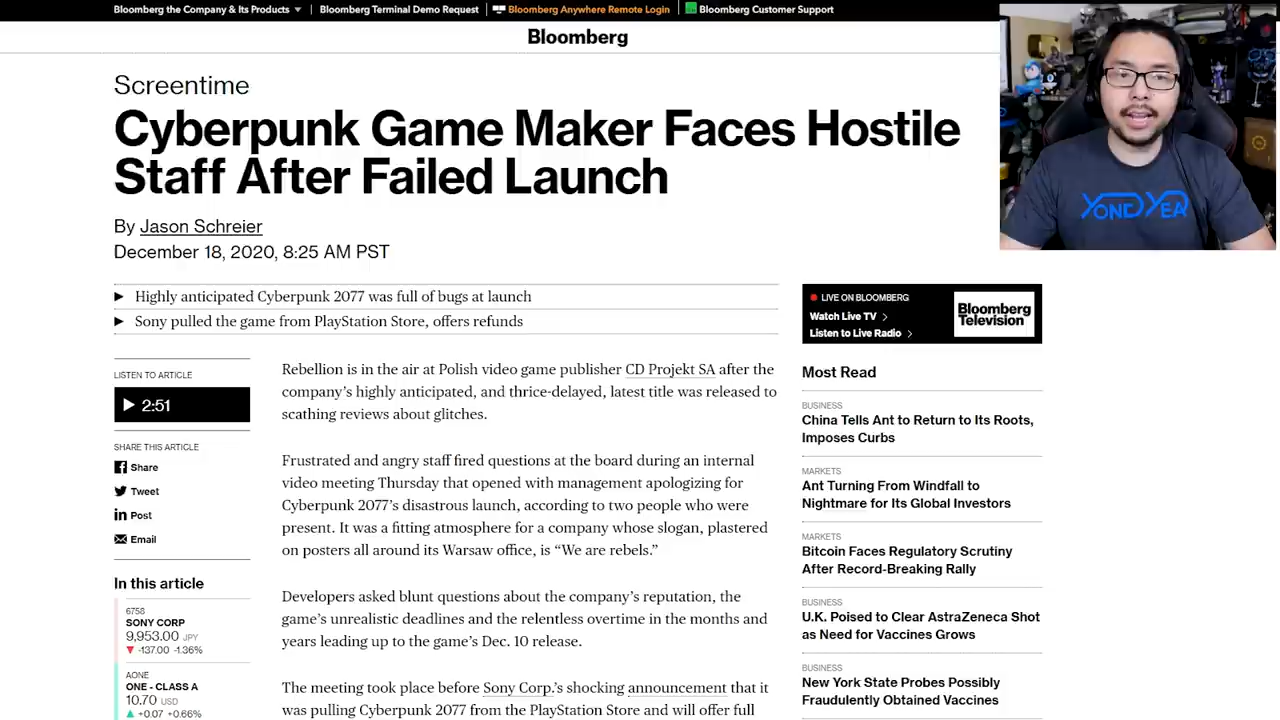 Bloomberg the Company & Its Products
Bloomberg Terminal Demo Request
Bloomberg Anywhere Remote Login
Bloomberg Customer Support
Bloomberg
Screentime
Cyberpunk Game Maker Faces Hostile
Staff After Failed Launch
By Jason Schreier
December 18, 2020, 8:25 AM PST
Highly anticipated Cyberpunk 2077 was full of bugs at launch
Sony pulled the game from PlayStation Store, offers refunds
LISTEN TO ARTICLE
2:51
SHARE THIS ARTICLE
Share
Tweet
Post
Email
In this article
6758
SONY CORP
9,953.00 JPY
▼ -137.00 -1.36%
AONE
ONE - CLASS A
10.70 USD
▲ +0.07 +0.66%
Rebellion is in the air at Polish video game publisher CD Projekt SA after the
company's highly anticipated, and thrice-delayed, latest title was released to
scathing reviews about glitches.
Frustrated and angry staff fired questions at the board during an internal
video meeting Thursday that opened with management apologizing for
Cyberpunk 2077's disastrous launch, according to two people who were
present. It was a fitting atmosphere for a company whose slogan, plastered
on posters all around its Warsaw office, is “We are rebels.”
Developers asked blunt questions about the company's reputation, the
game's unrealistic deadlines and the relentless overtime in the months and
years leading up to the game's Dec. 10 release.
The meeting took place before Sony Corp.'s shocking announcement that it
was pulling Cyberpunk 2077 from the PlayStation Store and will offer full
LIVE ON BLOOMBERG
Watch Live TV
Listen to Live Radio
Bloomberg
Television
Most Read
BUSINESS
China Tells Ant to Return to Its Roots,
Imposes Curbs
MARKETS
Ant Turning From Windfall to
Nightmare for Its Global Investors
MARKETS
Bitcoin Faces Regulatory Scrutiny
After Record-Breaking Rally
BUSINESS
U.K. Poised to Clear AstraZeneca Shot
as Need for Vaccines Grows
BUSINESS
New York State Probes Possibly
Fraudulently Obtained Vaccines
YONG YEA